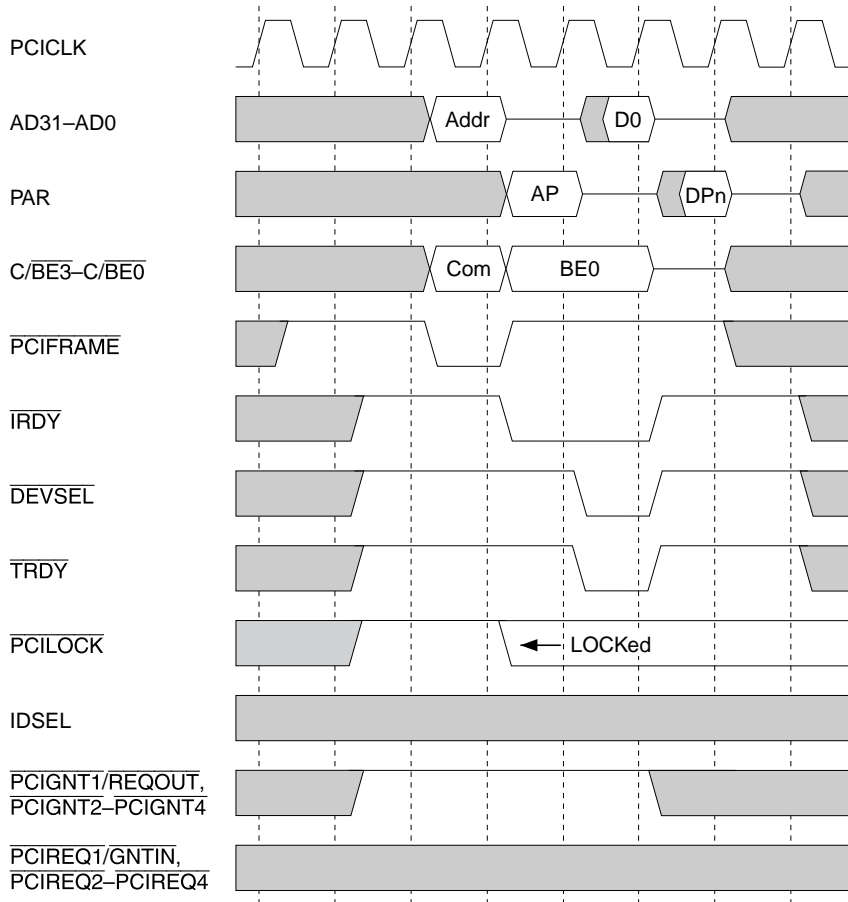 PCICLK
AD31–AD0
Addr
D0
PAR
AP
DPn
C/BE3–C/BE0
Com
BE0
PCIFRAME
IRDY
DEVSEL
TRDY
PCILOCK
LOCKed
IDSEL
PCIGNT1/REQOUT,
PCIGNT2–PCIGNT4
PCIREQ1/GNTIN,
PCIREQ2–PCIREQ4